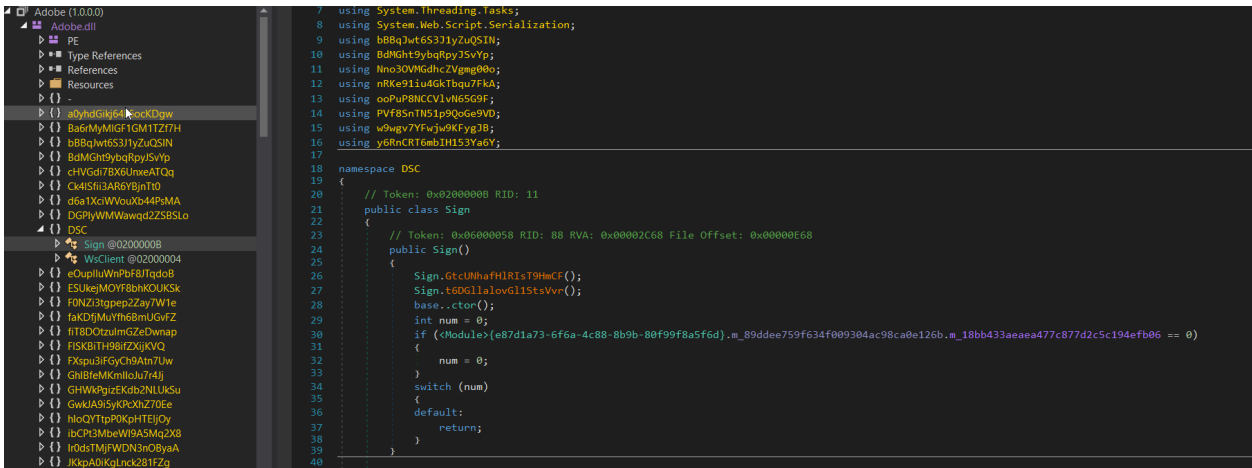 Adobe (1.0.0.0)
Adobe.dll
PE
Type References
References
Resources
{ } -
{ } Ba6rMyMIGF1GM1TZf7H
{ } bBBqJwt6S3J1yZuQSIN
{ } BdMGht9ybqRpyJSvYp
{ } cHVGdi7BX6UnxeATQq
{ } Ck4ISfii3AR6YBjnTt0
{ } d6a1XciWVouXb44PsMA
{ } DGPIyWMWawqd2ZSBSLo
{ } DSC
Sign @0200000B
WsClient @02000004
{ } eOupIluWnPbF8JTqdoB
{ } ESUkejMOYF8bhKOUKSk
{ } F0NZi3tgpep2Zay7W1e
{ } faKDfjMuYfh6BmUGvFZ
{ } fiT8DOtzuImGZeDwnap
{ } FISKBiTH98ifZXijKVQ
{ } FXspu3iFGyCh9Atn7Uw
{ } GhIBfeMKmlloJu7r4Jj
{ } GHWkPgizEKdb2NLUkSu
{ } GwkJA9i5yKPcXhZ70Ee
{ } hIoQYTtpP0KpHTEljOy
{ } ibCPt3MbeWI9A5Mq2X8
{ } Ir0dsTMjFWDN3nOByaA
{ } JKkpA0iKgLnck281FZg
7 using System.Threading.Tasks;
8 using System.Web.Script.Serialization;
9 using bBBqJwt6S3J1yZuQSIN;
10 using BdMGht9ybqRpyJSvYp;
11 using Nno3OVMGdhcZVgmg00o;
12 using nRKe91iu4GkTbqu7FkA;
13 using ooPuP8NCCVlvN65G9F;
14 using PVf8SnTN51p9QoGe9VD;
15 using w9wgv7YFwjw9KFygJB;
16 using y6RnCRT6mbIH153Ya6Y;
17
18 namespace DSC
19 {
20 // Token: 0x0200000B RID: 11
21 public class Sign
22 {
23 // Token: 0x06000058 RID: 88 RVA: 0x00002C68 File Offset: 0x00000E68
24 public Sign()
25 {
26 Sign.GtcUNhafHlRIsT9HmCF();
27 Sign.t6DGllalovGl1StsVvr();
28 base..ctor();
29 int num = 0;
30 if (<Module>{e87d1a73-6f6a-4c88-8b9b-80f99f8a5f6d}.m_89ddee759f634f009304ac98ca0e126b.m_18bb433aeaea477c877d2c5c194efb06 == 0)
31 {
32 num = 0;
33 }
34 switch (num)
35 {
36 default:
37 return;
38 }
39 }
40